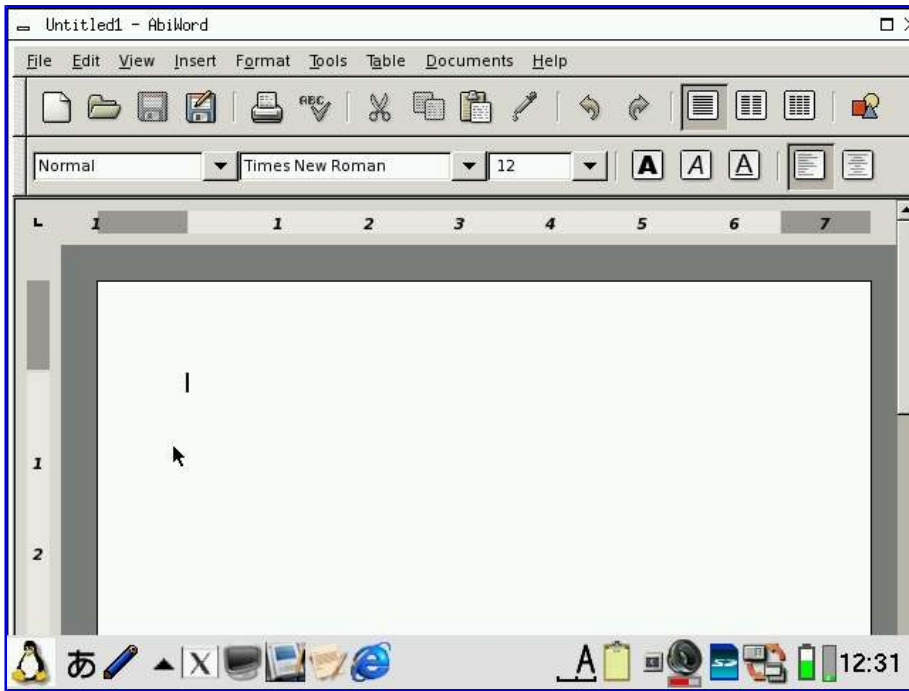 Untitled1 - AbiWord
File Edit View Insert Format Tools Table Documents Help
ABC
Normal Times New Roman 12 A A A
1 1 2 3 4 5 6 7
1
2
あ X A 12:31